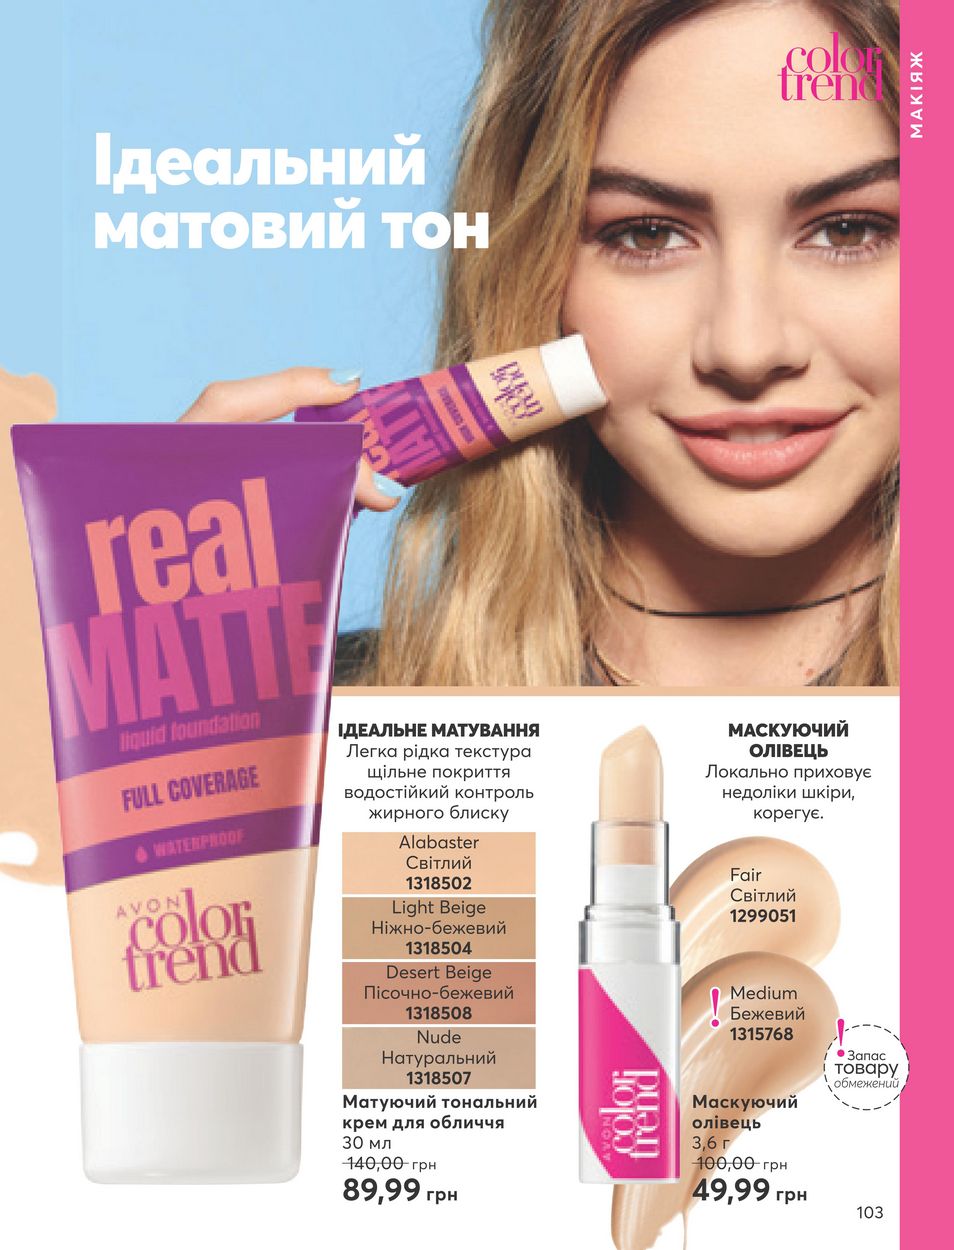 color
trend
МАКІЯЖ
Ідеальний
матовий тон
color
trend
MATTE
real
MATTE
liquid foundation
FULL COVERAGE
WATERPROOF
AVON
color
trend
ІДЕАЛЬНЕ МАТУВАННЯ
Легка рідка текстура
щільне покриття
водостійкий контроль
жирного блиску
Alabaster
Світлий
1318502
Light Beige
Ніжно-бежевий
1318504
Desert Beige
Пісочно-бежевий
1318508
Nude
Натуральний
1318507
Матуючий тональний
крем для обличчя
30 мл
140,00 грн
89,99 грн
МАСКУЮЧИЙ
ОЛІВЕЦЬ
Локально приховує
недоліки шкіри,
корегує.
Fair
Світлий
1299051
! Medium
Бежевий
1315768
! Запас
товару
обмежений
AVON
color
trend
Маскуючий
олівець
3,6 г
100,00 грн
49,99 грн
103